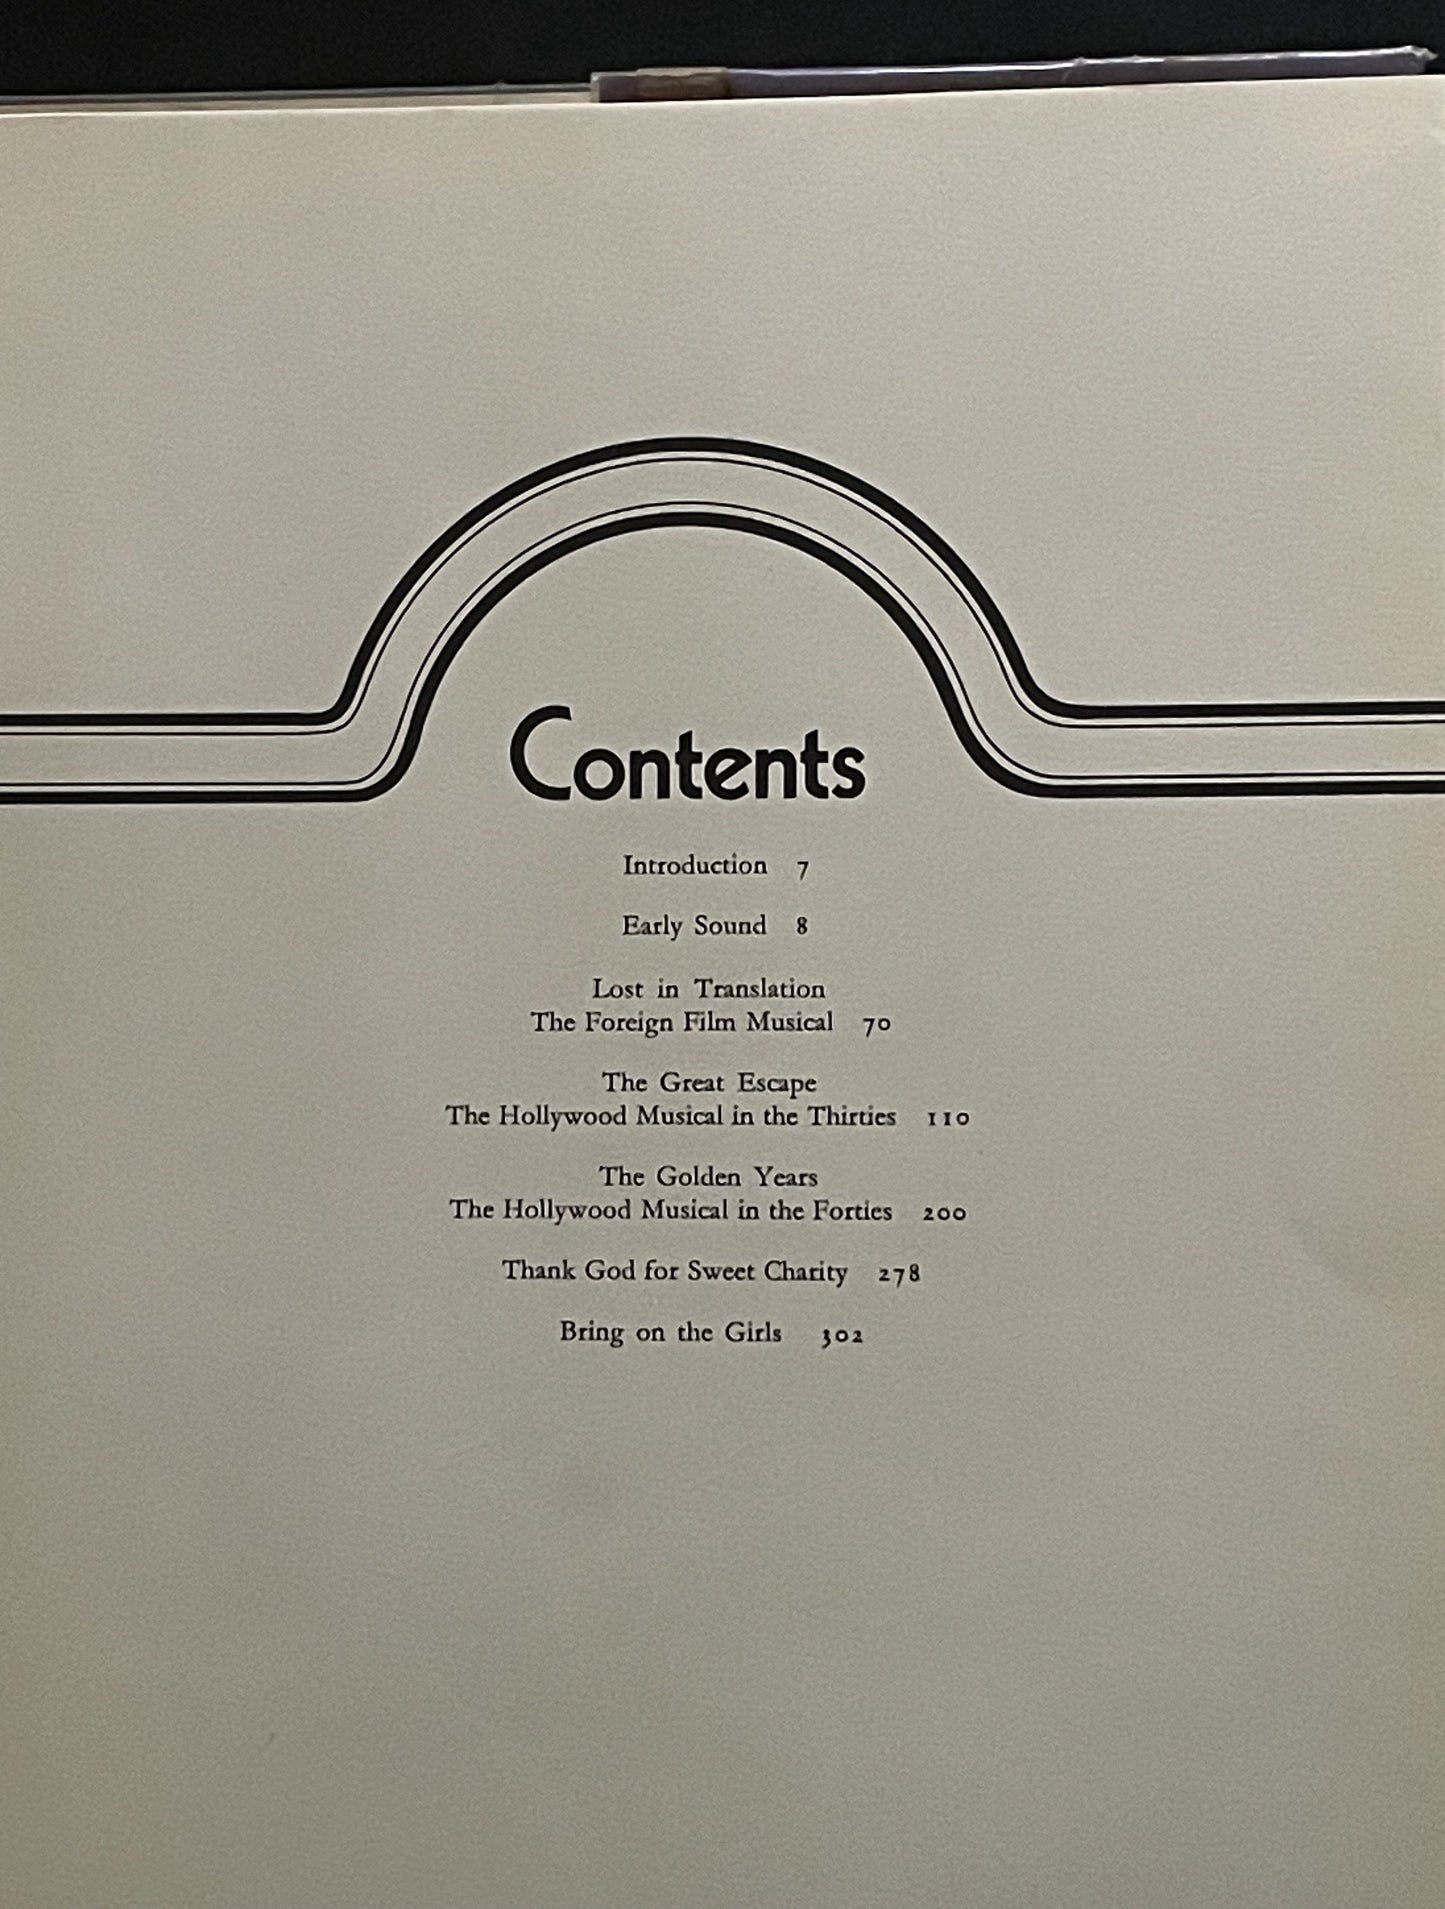 Contents
Introduction 7
Early Sound 8
Lost in Translation
The Foreign Film Musical 70
The Great Escape
The Hollywood Musical in the Thirties 110
The Golden Years
The Hollywood Musical in the Forties 200
Thank God for Sweet Charity 278
Bring on the Girls 302